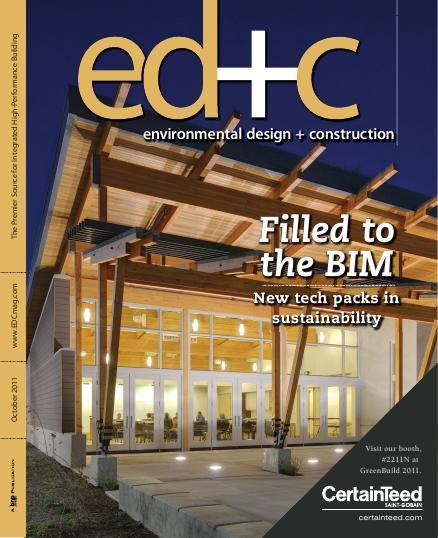 ed+c
environmental design + construction
The Premier Source for Integrated High-Performance Building
www.EDCmag.com
October 2011
A bnp PUBLICATION
Filled to
the BIM
New tech packs in
sustainability
Visit our booth,
#2211N at
GreenBuild 2011.
CertainTeed
SAINT-GOBAIN
certainteed.com